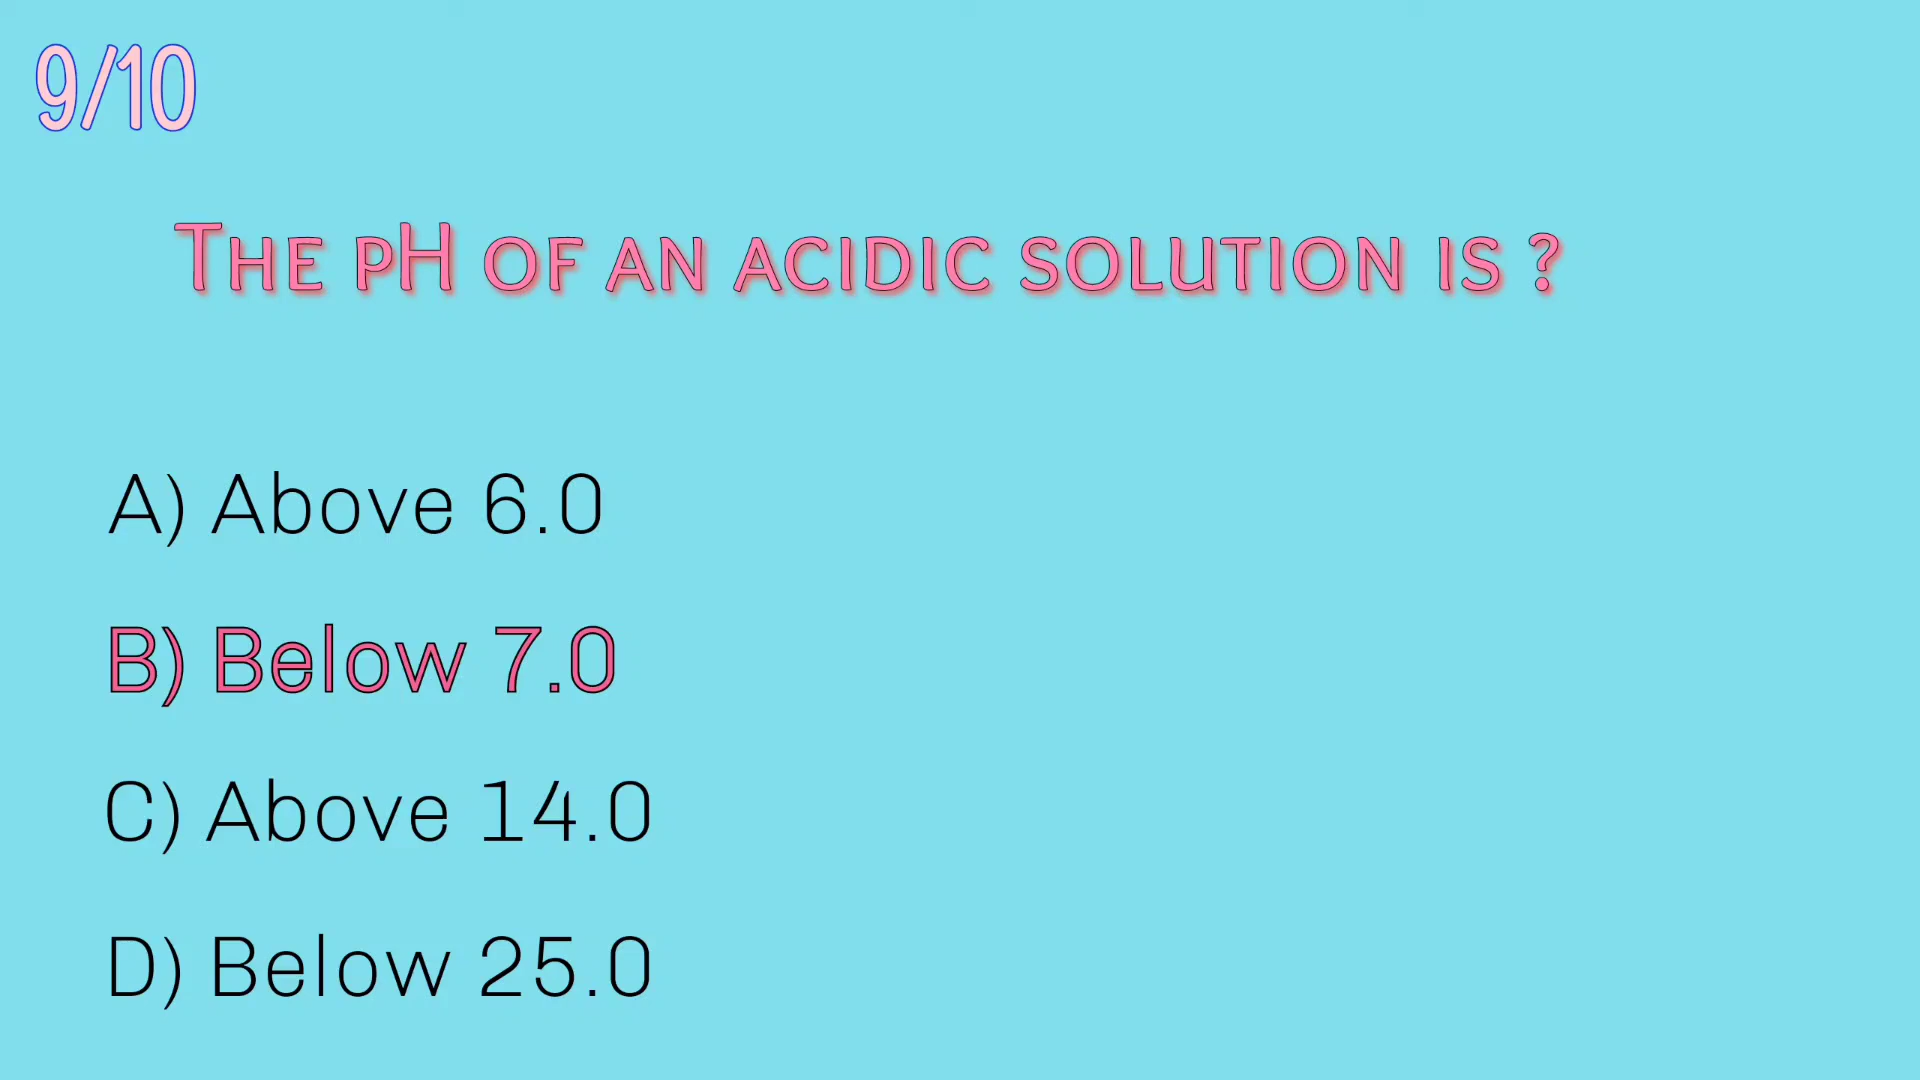 9/10
The pH of an acidic solution is ?
A) Above 6.0
B) Below 7.0
C) Above 14.0
D) Below 25.0